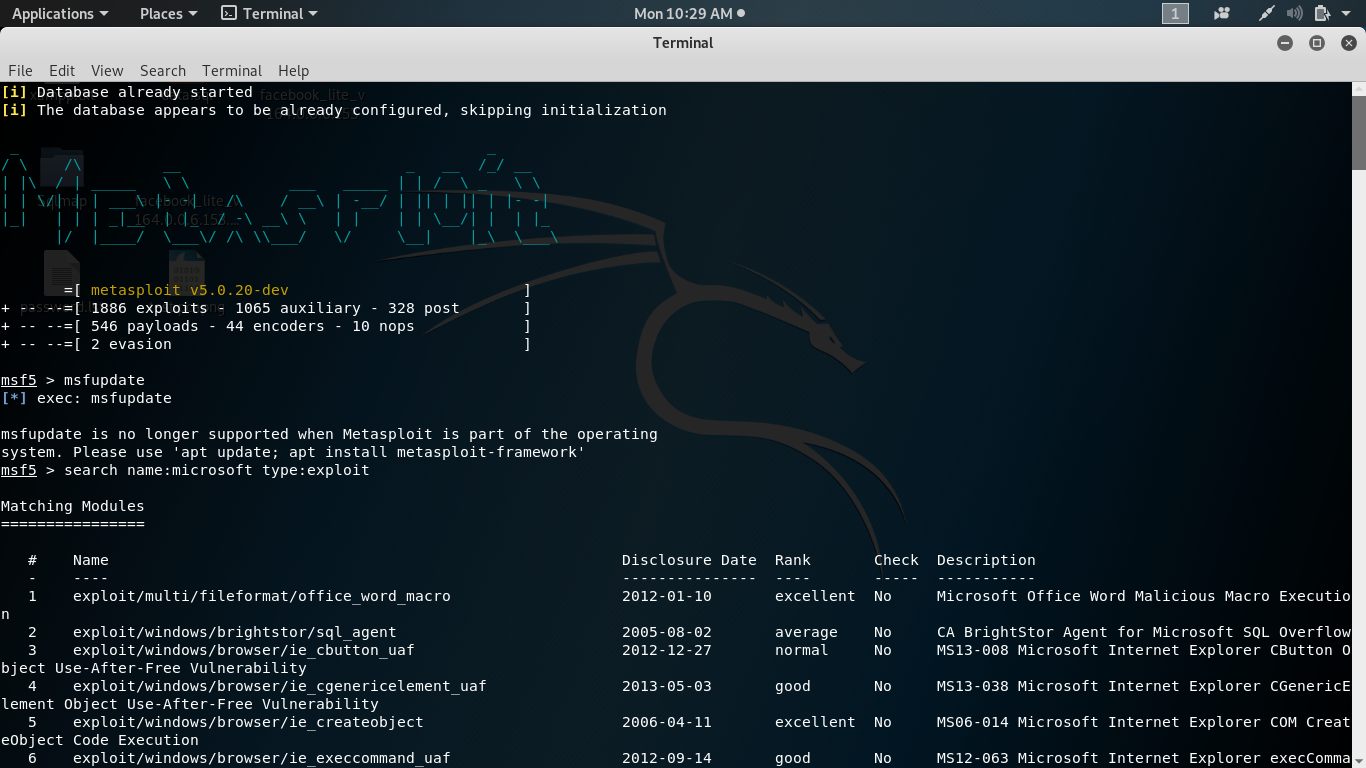 Applications Places Terminal Mon 10:29 AM 1
Terminal
File Edit View Search Terminal Help
[i] Database already started
[i] The database appears to be already configured, skipping initialization
METASPLOIT
=[ metasploit v5.0.20-dev ]
+ -- --=[ 1886 exploits - 1065 auxiliary - 328 post ]
+ -- --=[ 546 payloads - 44 encoders - 10 nops ]
+ -- --=[ 2 evasion ]
msf5 > msfupdate
[*] exec: msfupdate
msfupdate is no longer supported when Metasploit is part of the operating
system. Please use 'apt update; apt install metasploit-framework'
msf5 > search name:microsoft type:exploit
Matching Modules
================
# Name Disclosure Date Rank Check Description
- ---- --------------- ---- ----- -----------
1 exploit/multi/fileformat/office_word_macro 2012-01-10 excellent No Microsoft Office Word Malicious Macro Executio
n
2 exploit/windows/brightstor/sql_agent 2005-08-02 average No CA BrightStor Agent for Microsoft SQL Overflow
3 exploit/windows/browser/ie_cbutton_uaf 2012-12-27 normal No MS13-008 Microsoft Internet Explorer CButton O
bject Use-After-Free Vulnerability
4 exploit/windows/browser/ie_cgenericelement_uaf 2013-05-03 good No MS13-038 Microsoft Internet Explorer CGenericE
lement Object Use-After-Free Vulnerability
5 exploit/windows/browser/ie_createobject 2006-04-11 excellent No MS06-014 Microsoft Internet Explorer COM Creat
eObject Code Execution
6 exploit/windows/browser/ie_execcommand_uaf 2012-09-14 good No MS12-063 Microsoft Internet Explorer execComma